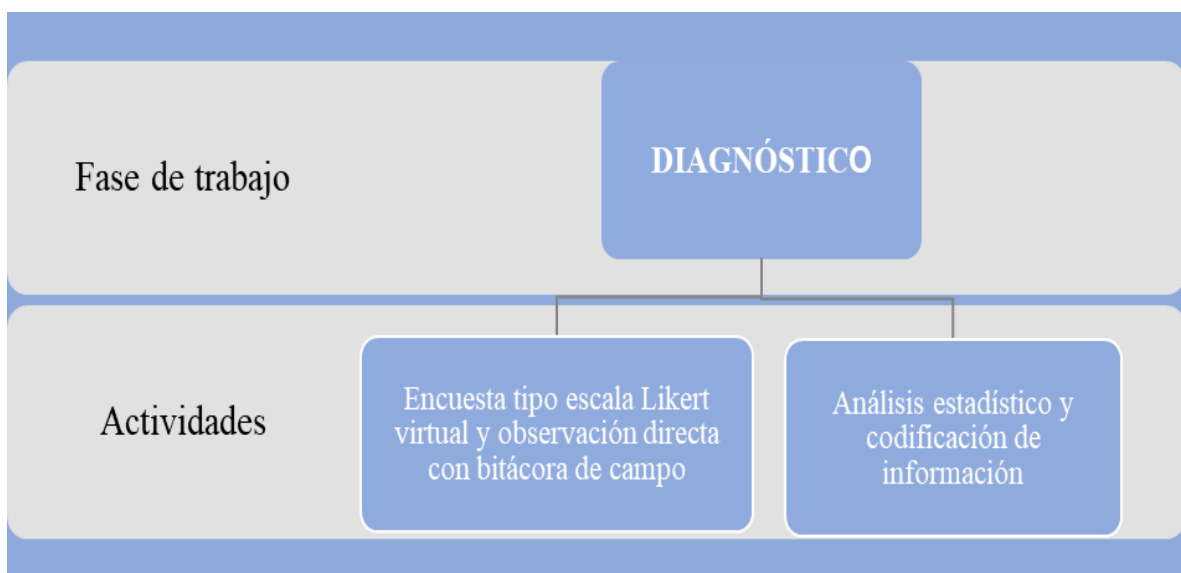 Fase de trabajo
DIAGNÓSTICO
Actividades
Encuesta tipo escala Likert
virtual y observación directa
con bitácora de campo
Análisis estadístico y
codificación de
información